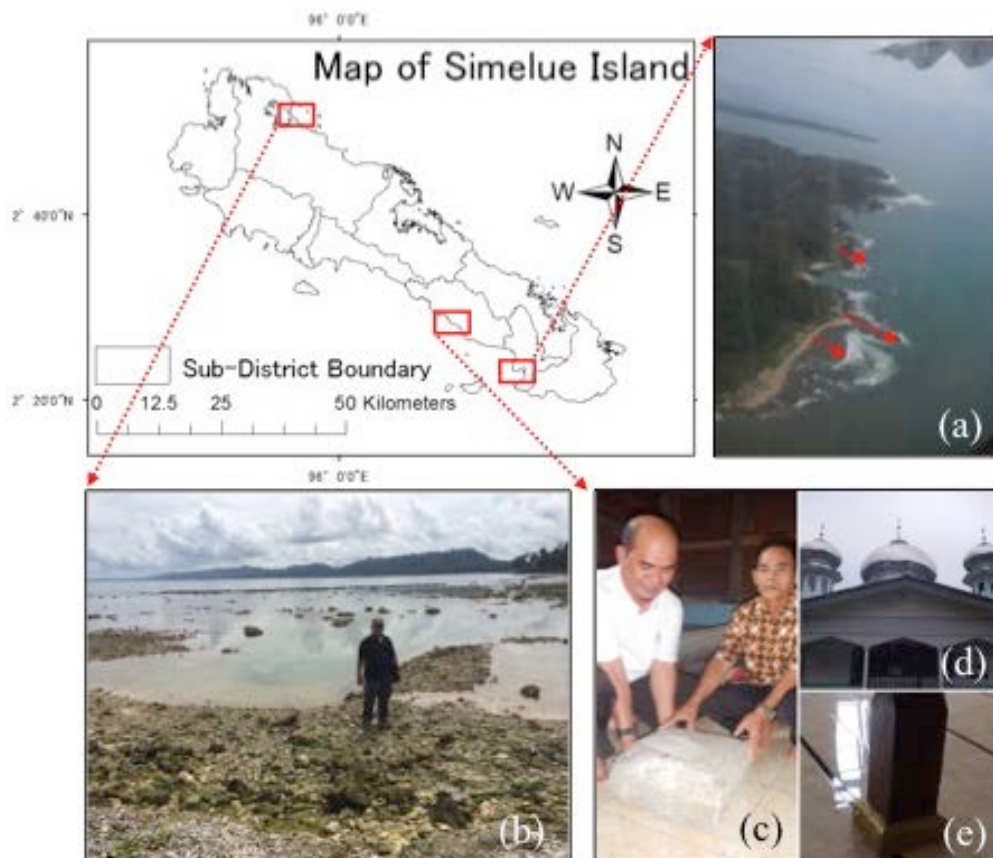 96° 0'0"E
Map of Simelue Island
N
W E
S
2° 40'0"N
Sub-District Boundary
2° 20'0"N
0 12.5 25 50 Kilometers
96° 0'0"E
(a)
(b)
(c)
(d)
(e)